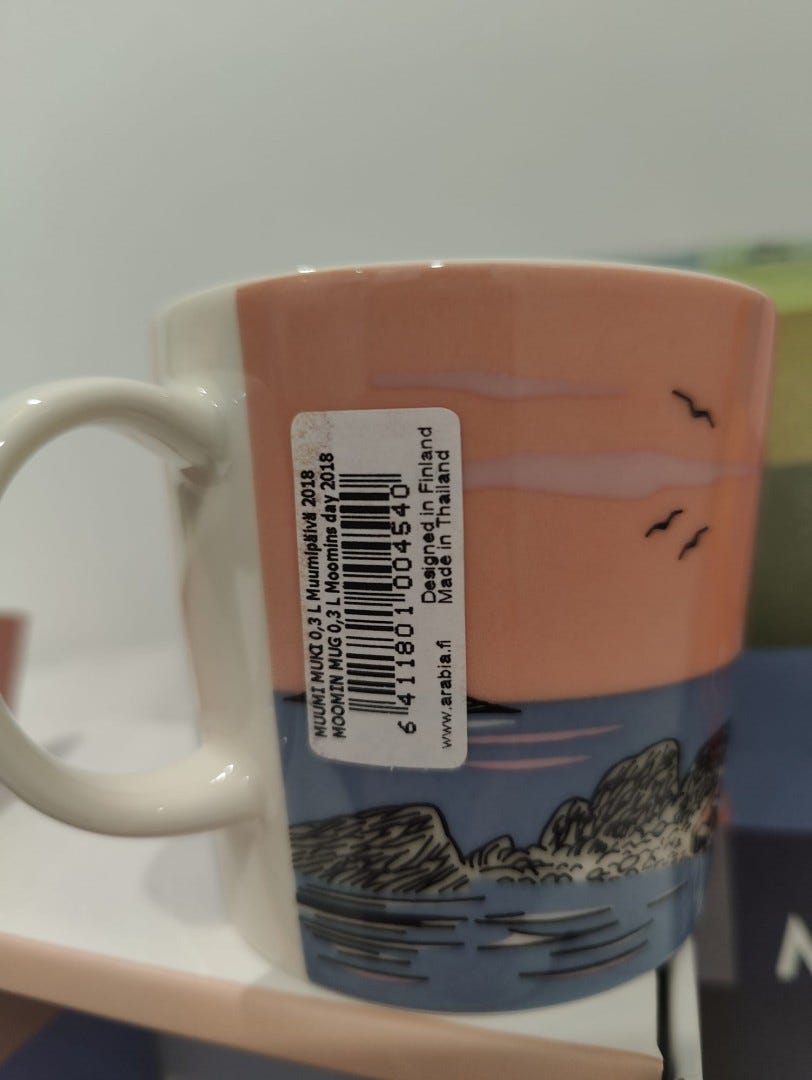 MUUMI MUKI 0,3 L Muumipäivä 2018
MOOMIN MUG 0,3 L Moomins day 2018
6 411801 004540
Designed in Finland
Made in Thailand
www.arabia.fi